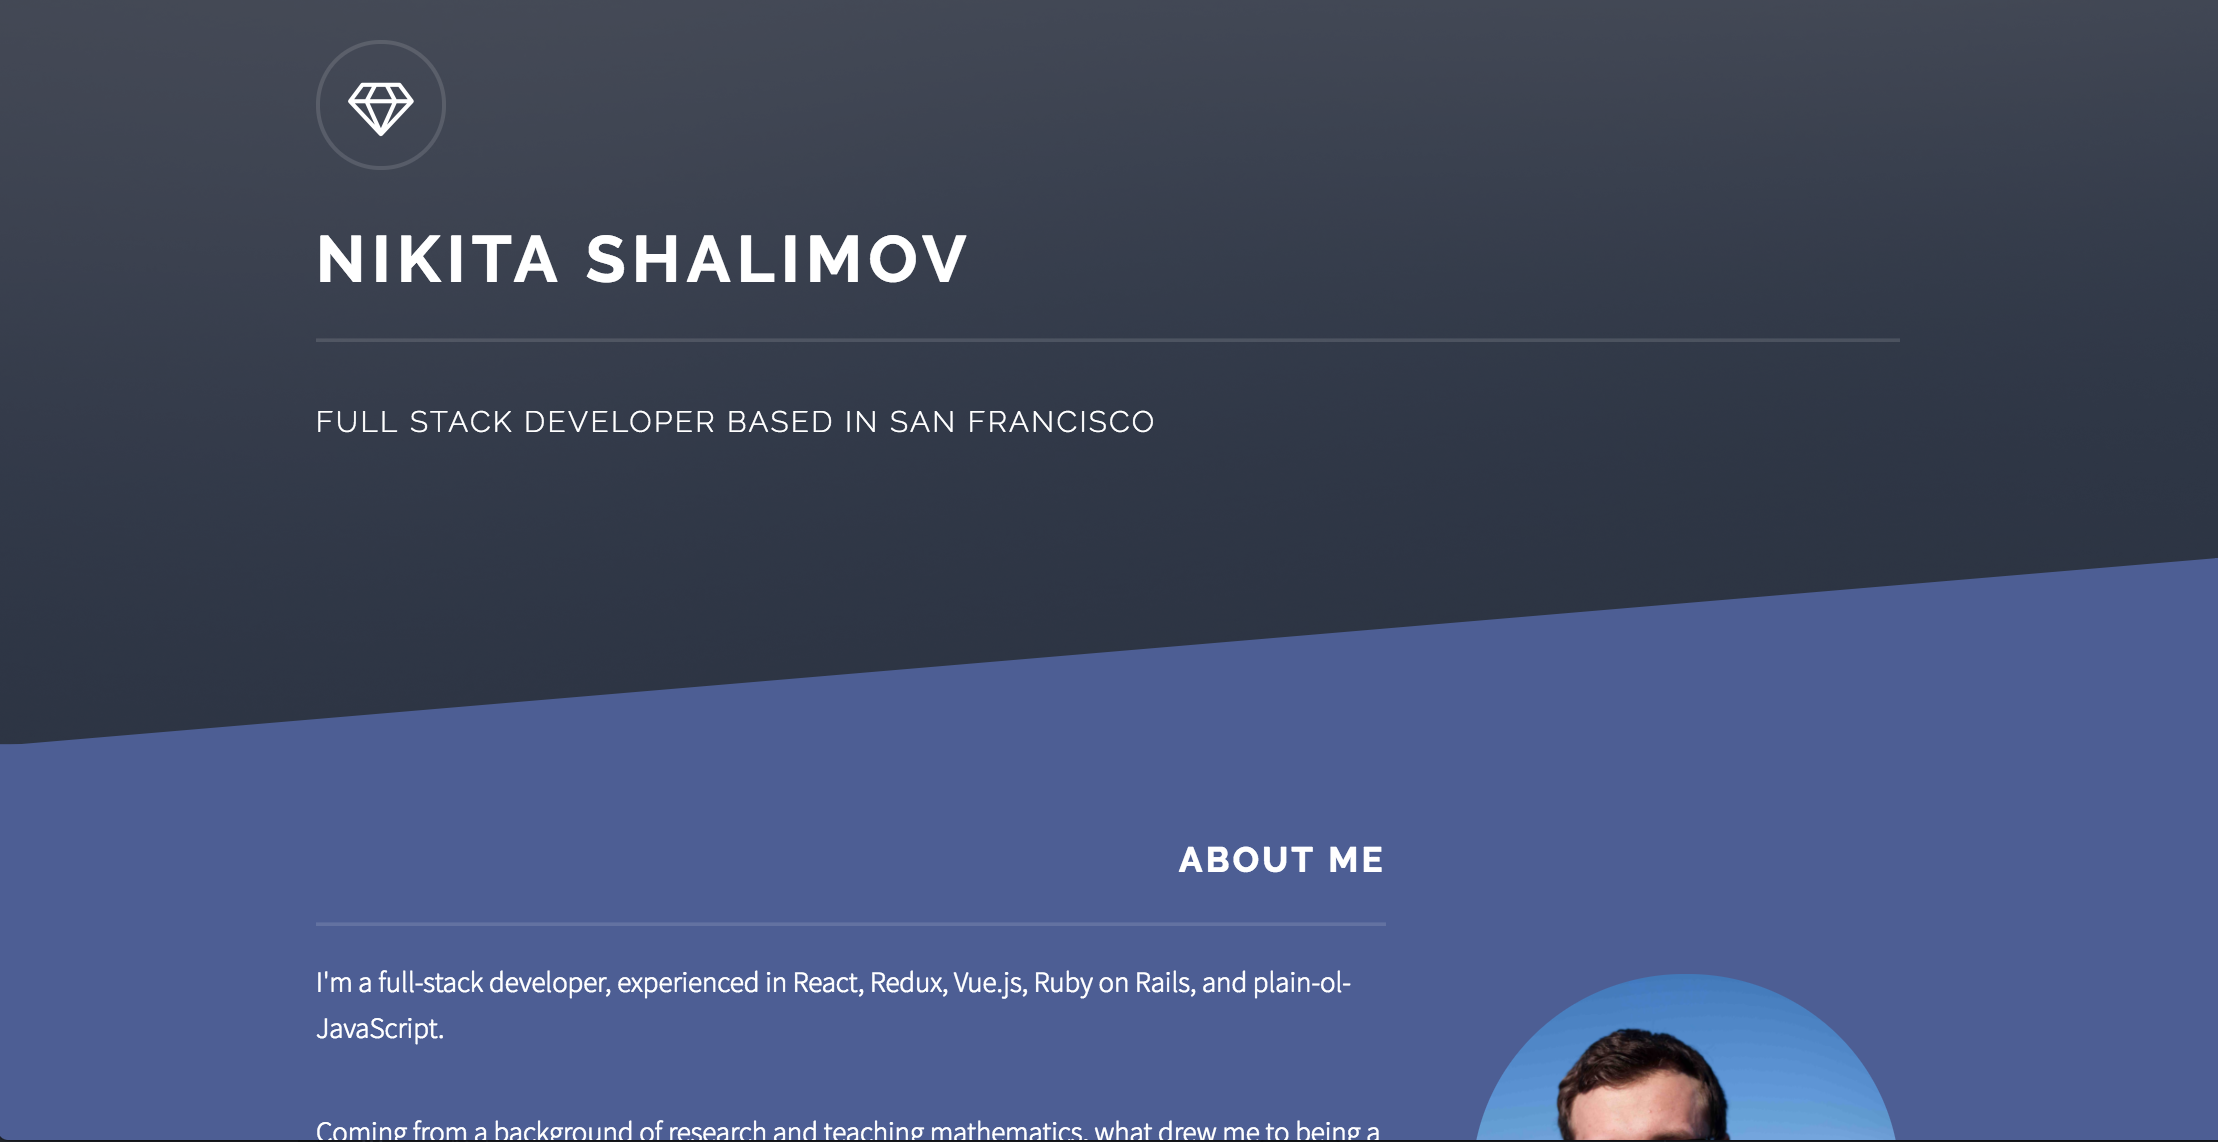 NIKITA SHALIMOV
FULL STACK DEVELOPER BASED IN SAN FRANCISCO
ABOUT ME
I'm a full-stack developer, experienced in React, Redux, Vue.js, Ruby on Rails, and plain-ol-
JavaScript.
Coming from a background of research and teaching mathematics, what drew me to being a